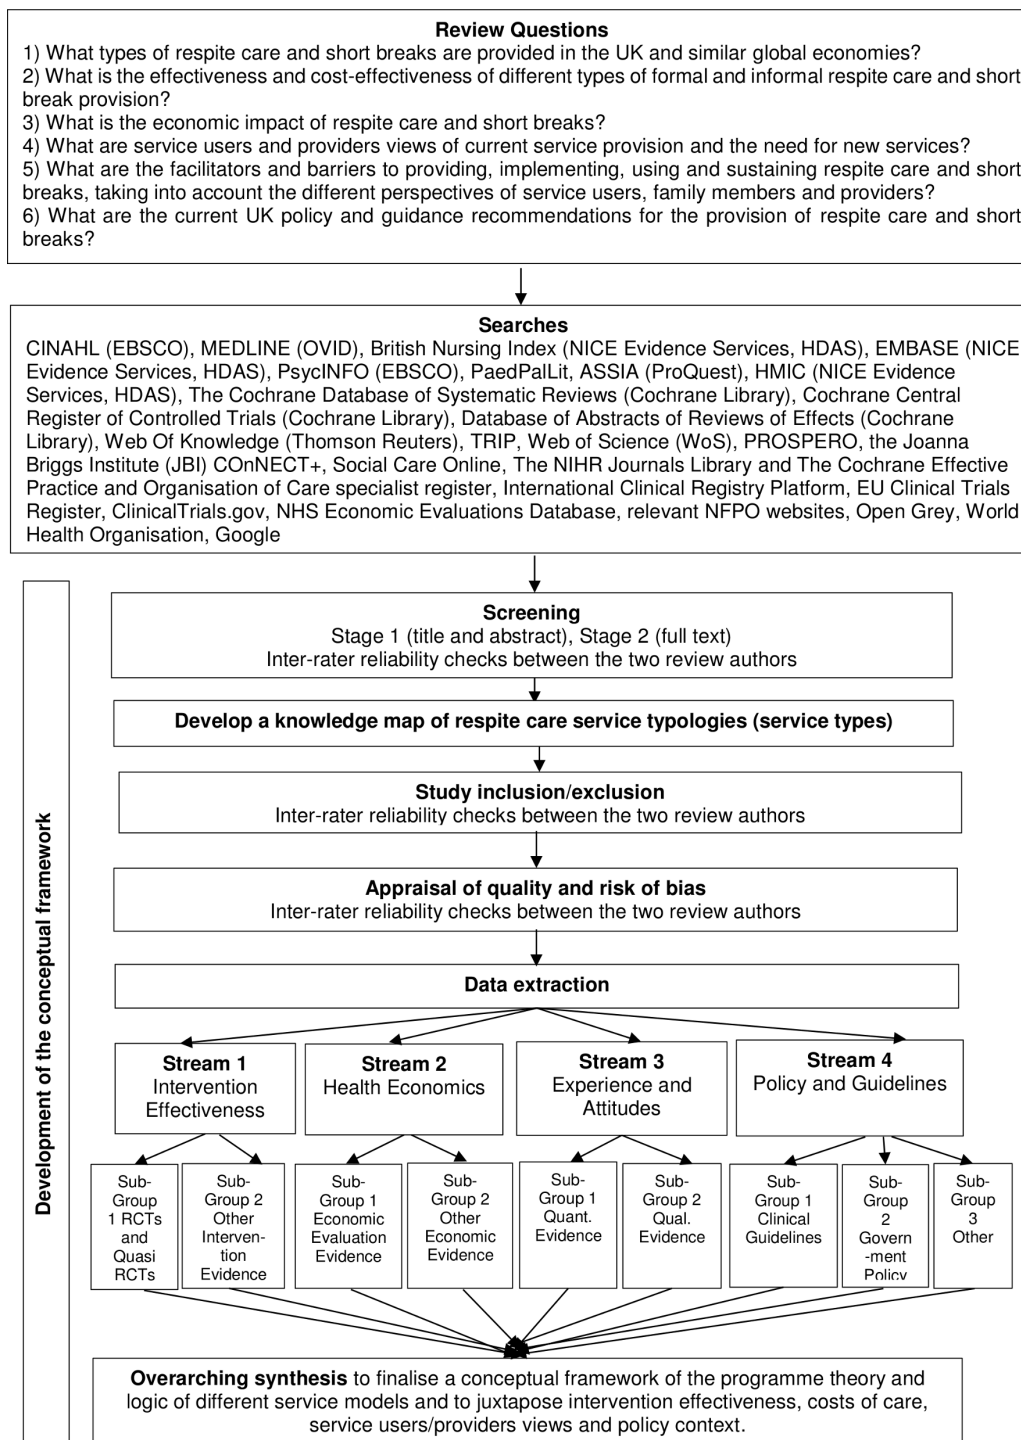 Review Questions
1) What types of respite care and short breaks are provided in the UK and similar global economies?
2) What is the effectiveness and cost-effectiveness of different types of formal and informal respite care and short
break provision?
3) What is the economic impact of respite care and short breaks?
4) What are service users and providers views of current service provision and the need for new services?
5) What are the facilitators and barriers to providing, implementing, using and sustaining respite care and short
breaks, taking into account the different perspectives of service users, family members and providers?
6) What are the current UK policy and guidance recommendations for the provision of respite care and short
breaks?
Searches
CINAHL (EBSCO), MEDLINE (OVID), British Nursing Index (NICE Evidence Services, HDAS), EMBASE (NICE
Evidence Services, HDAS), PsycINFO (EBSCO), PaedPalLit, ASSIA (ProQuest), HMIC (NICE Evidence
Services, HDAS), The Cochrane Database of Systematic Reviews (Cochrane Library), Cochrane Central
Register of Controlled Trials (Cochrane Library), Database of Abstracts of Reviews of Effects (Cochrane
Library), Web Of Knowledge (Thomson Reuters), TRIP, Web of Science (WoS), PROSPERO, the Joanna
Briggs Institute (JBI) COnNECT+, Social Care Online, The NIHR Journals Library and The Cochrane Effective
Practice and Organisation of Care specialist register, International Clinical Registry Platform, EU Clinical Trials
Register, ClinicalTrials.gov, NHS Economic Evaluations Database, relevant NFPO websites, Open Grey, World
Health Organisation, Google
Development of the conceptual framework
Screening
Stage 1 (title and abstract), Stage 2 (full text)
Inter-rater reliability checks between the two review authors
Develop a knowledge map of respite care service typologies (service types)
Study inclusion/exclusion
Inter-rater reliability checks between the two review authors
Appraisal of quality and risk of bias
Inter-rater reliability checks between the two review authors
Data extraction
Stream 1
Intervention
Effectiveness
Stream 2
Health Economics
Stream 3
Experience and
Attitudes
Stream 4
Policy and Guidelines
Sub-
Group
1 RCTs
and
Quasi
RCTs
Sub-
Group 2
Other
Interven-
tion
Evidence
Sub-
Group 1
Economic
Evaluation
Evidence
Sub-
Group 2
Other
Economic
Evidence
Sub-
Group 1
Quant.
Evidence
Sub-
Group 2
Qual.
Evidence
Sub-
Group 1
Clinical
Guidelines
Sub-
Group
2
Govern
-ment
Policy
Sub-
Group
3
Other
Overarching synthesis to finalise a conceptual framework of the programme theory and
logic of different service models and to juxtapose intervention effectiveness, costs of care,
service users/providers views and policy context.